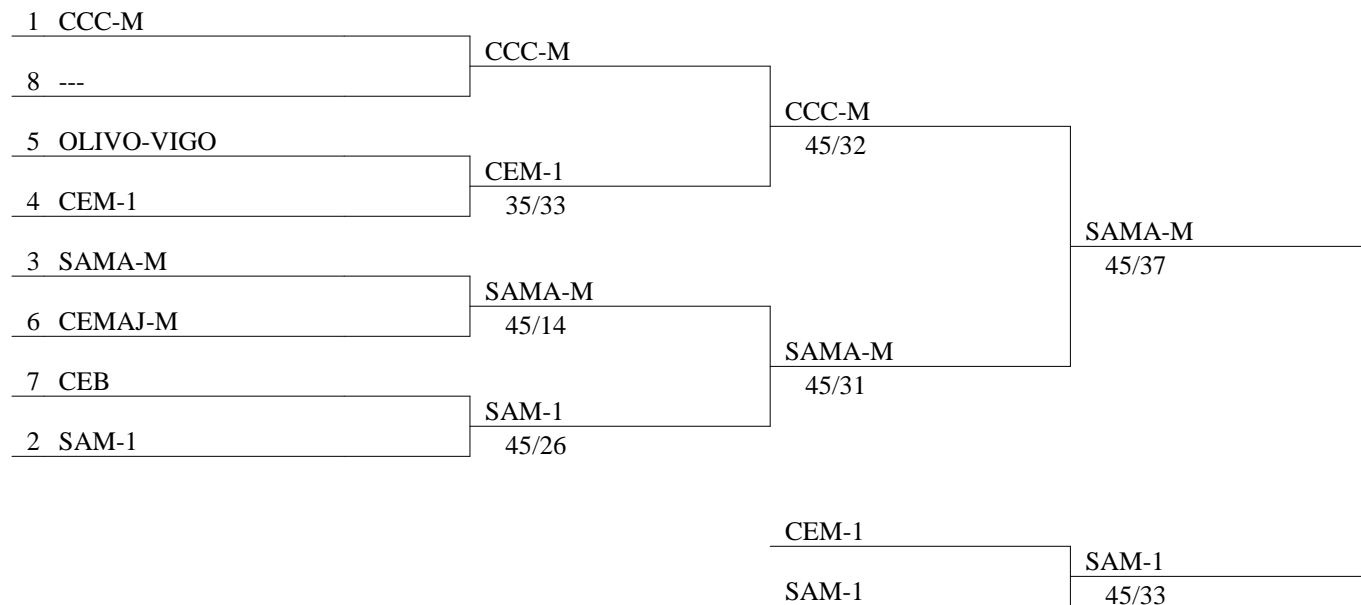 1 CCC-M
CCC-M
8 ---
CCC-M
45/32
5 OLIVO-VIGO
CEM-1
35/33
4 CEM-1
SAMA-M
45/37
3 SAMA-M
SAMA-M
45/14
6 CEMAJ-M
SAMA-M
45/31
7 CEB
SAM-1
45/26
2 SAM-1
CEM-1
SAM-1
45/33
SAM-1